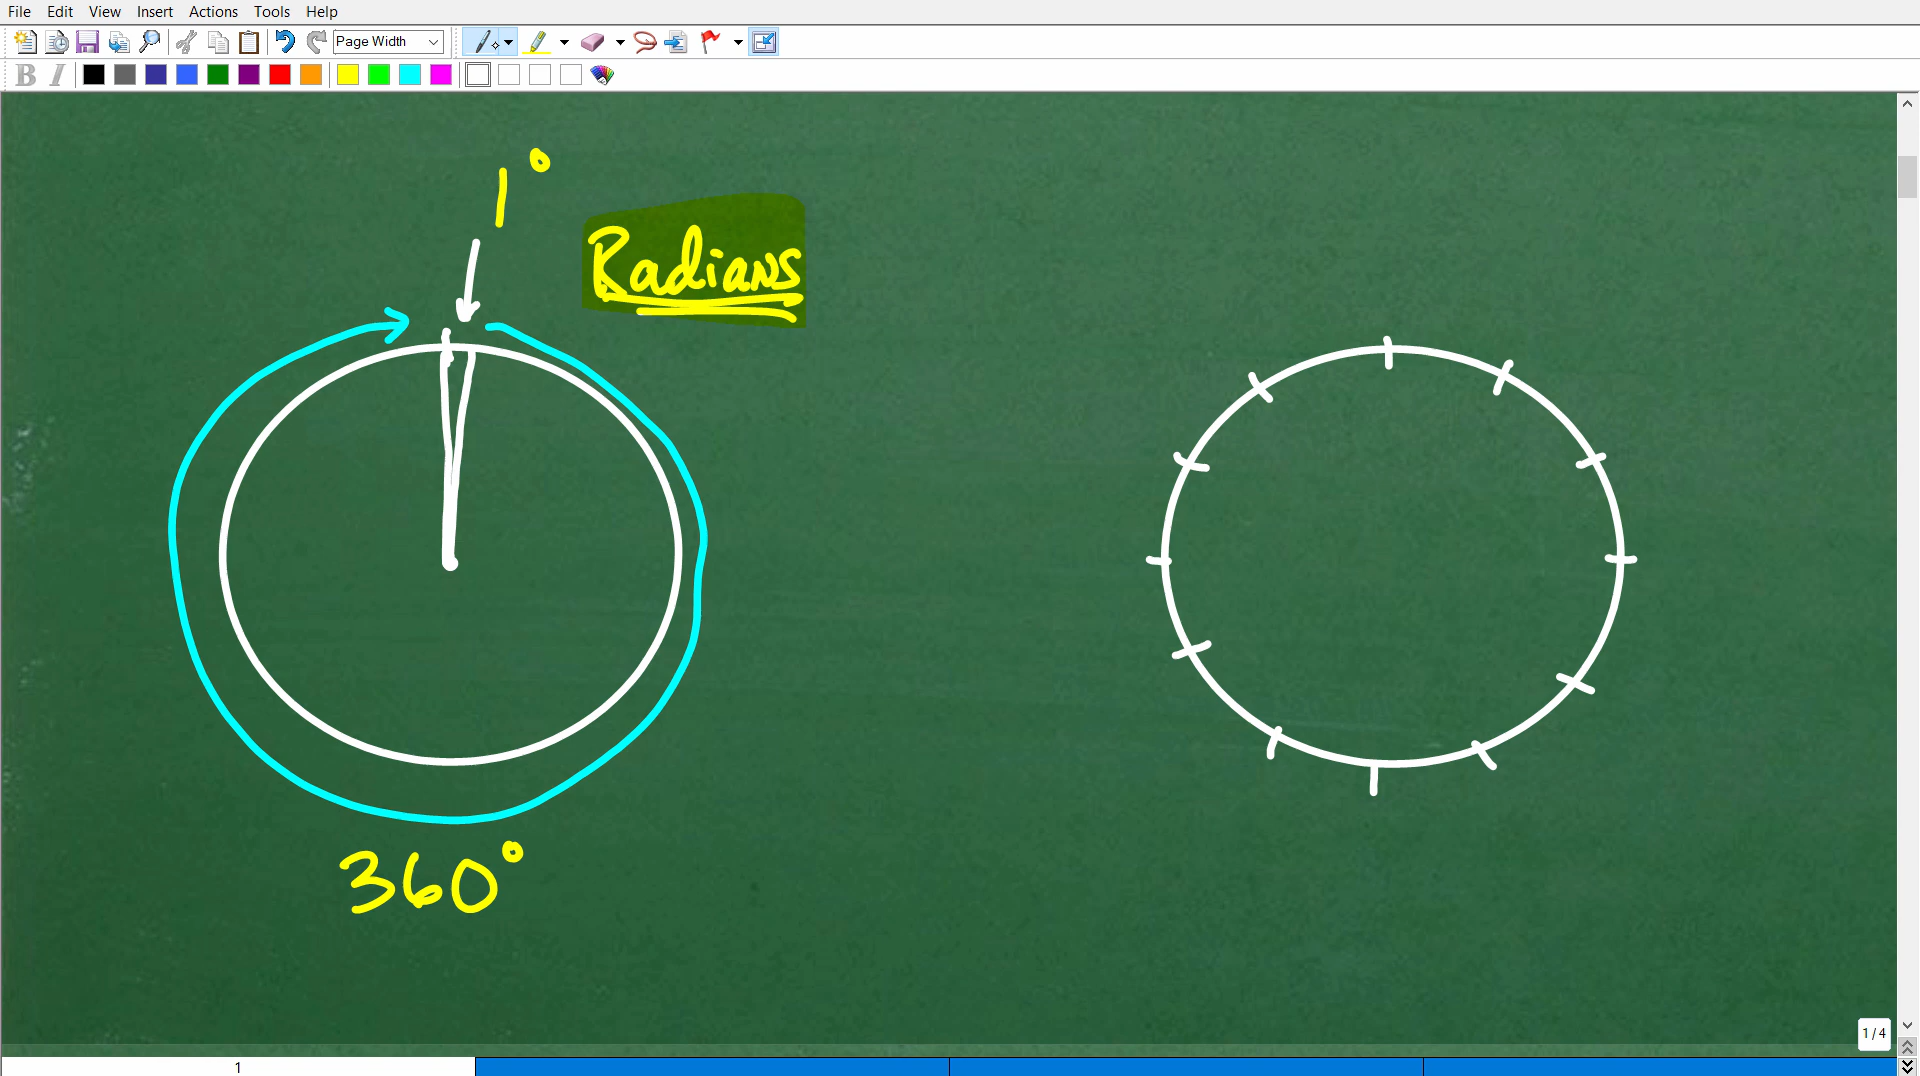 File Edit View Insert Actions Tools Help
Page Width
B I
1°
Radians
360°
1 / 4
1